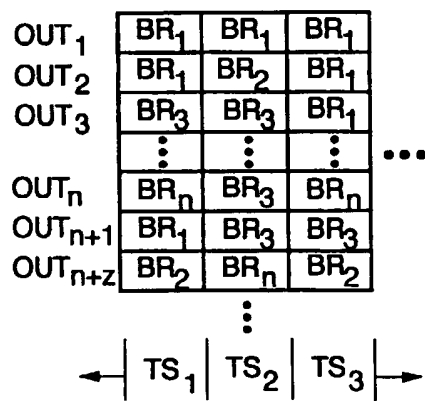 OUT₁ BR₁ BR₁ BR₁
OUT₂ BR₁ BR₂ BR₁
OUT₃ BR₃ BR₃ BR₁
⋮ ⋮ ⋮ •••
OUTₙ BRₙ BR₃ BRₙ
OUTₙ₊₁ BR₁ BR₃ BR₃
OUTn+z BR₂ BRₙ BR₂
⋮
TS₁ TS₂ TS₃